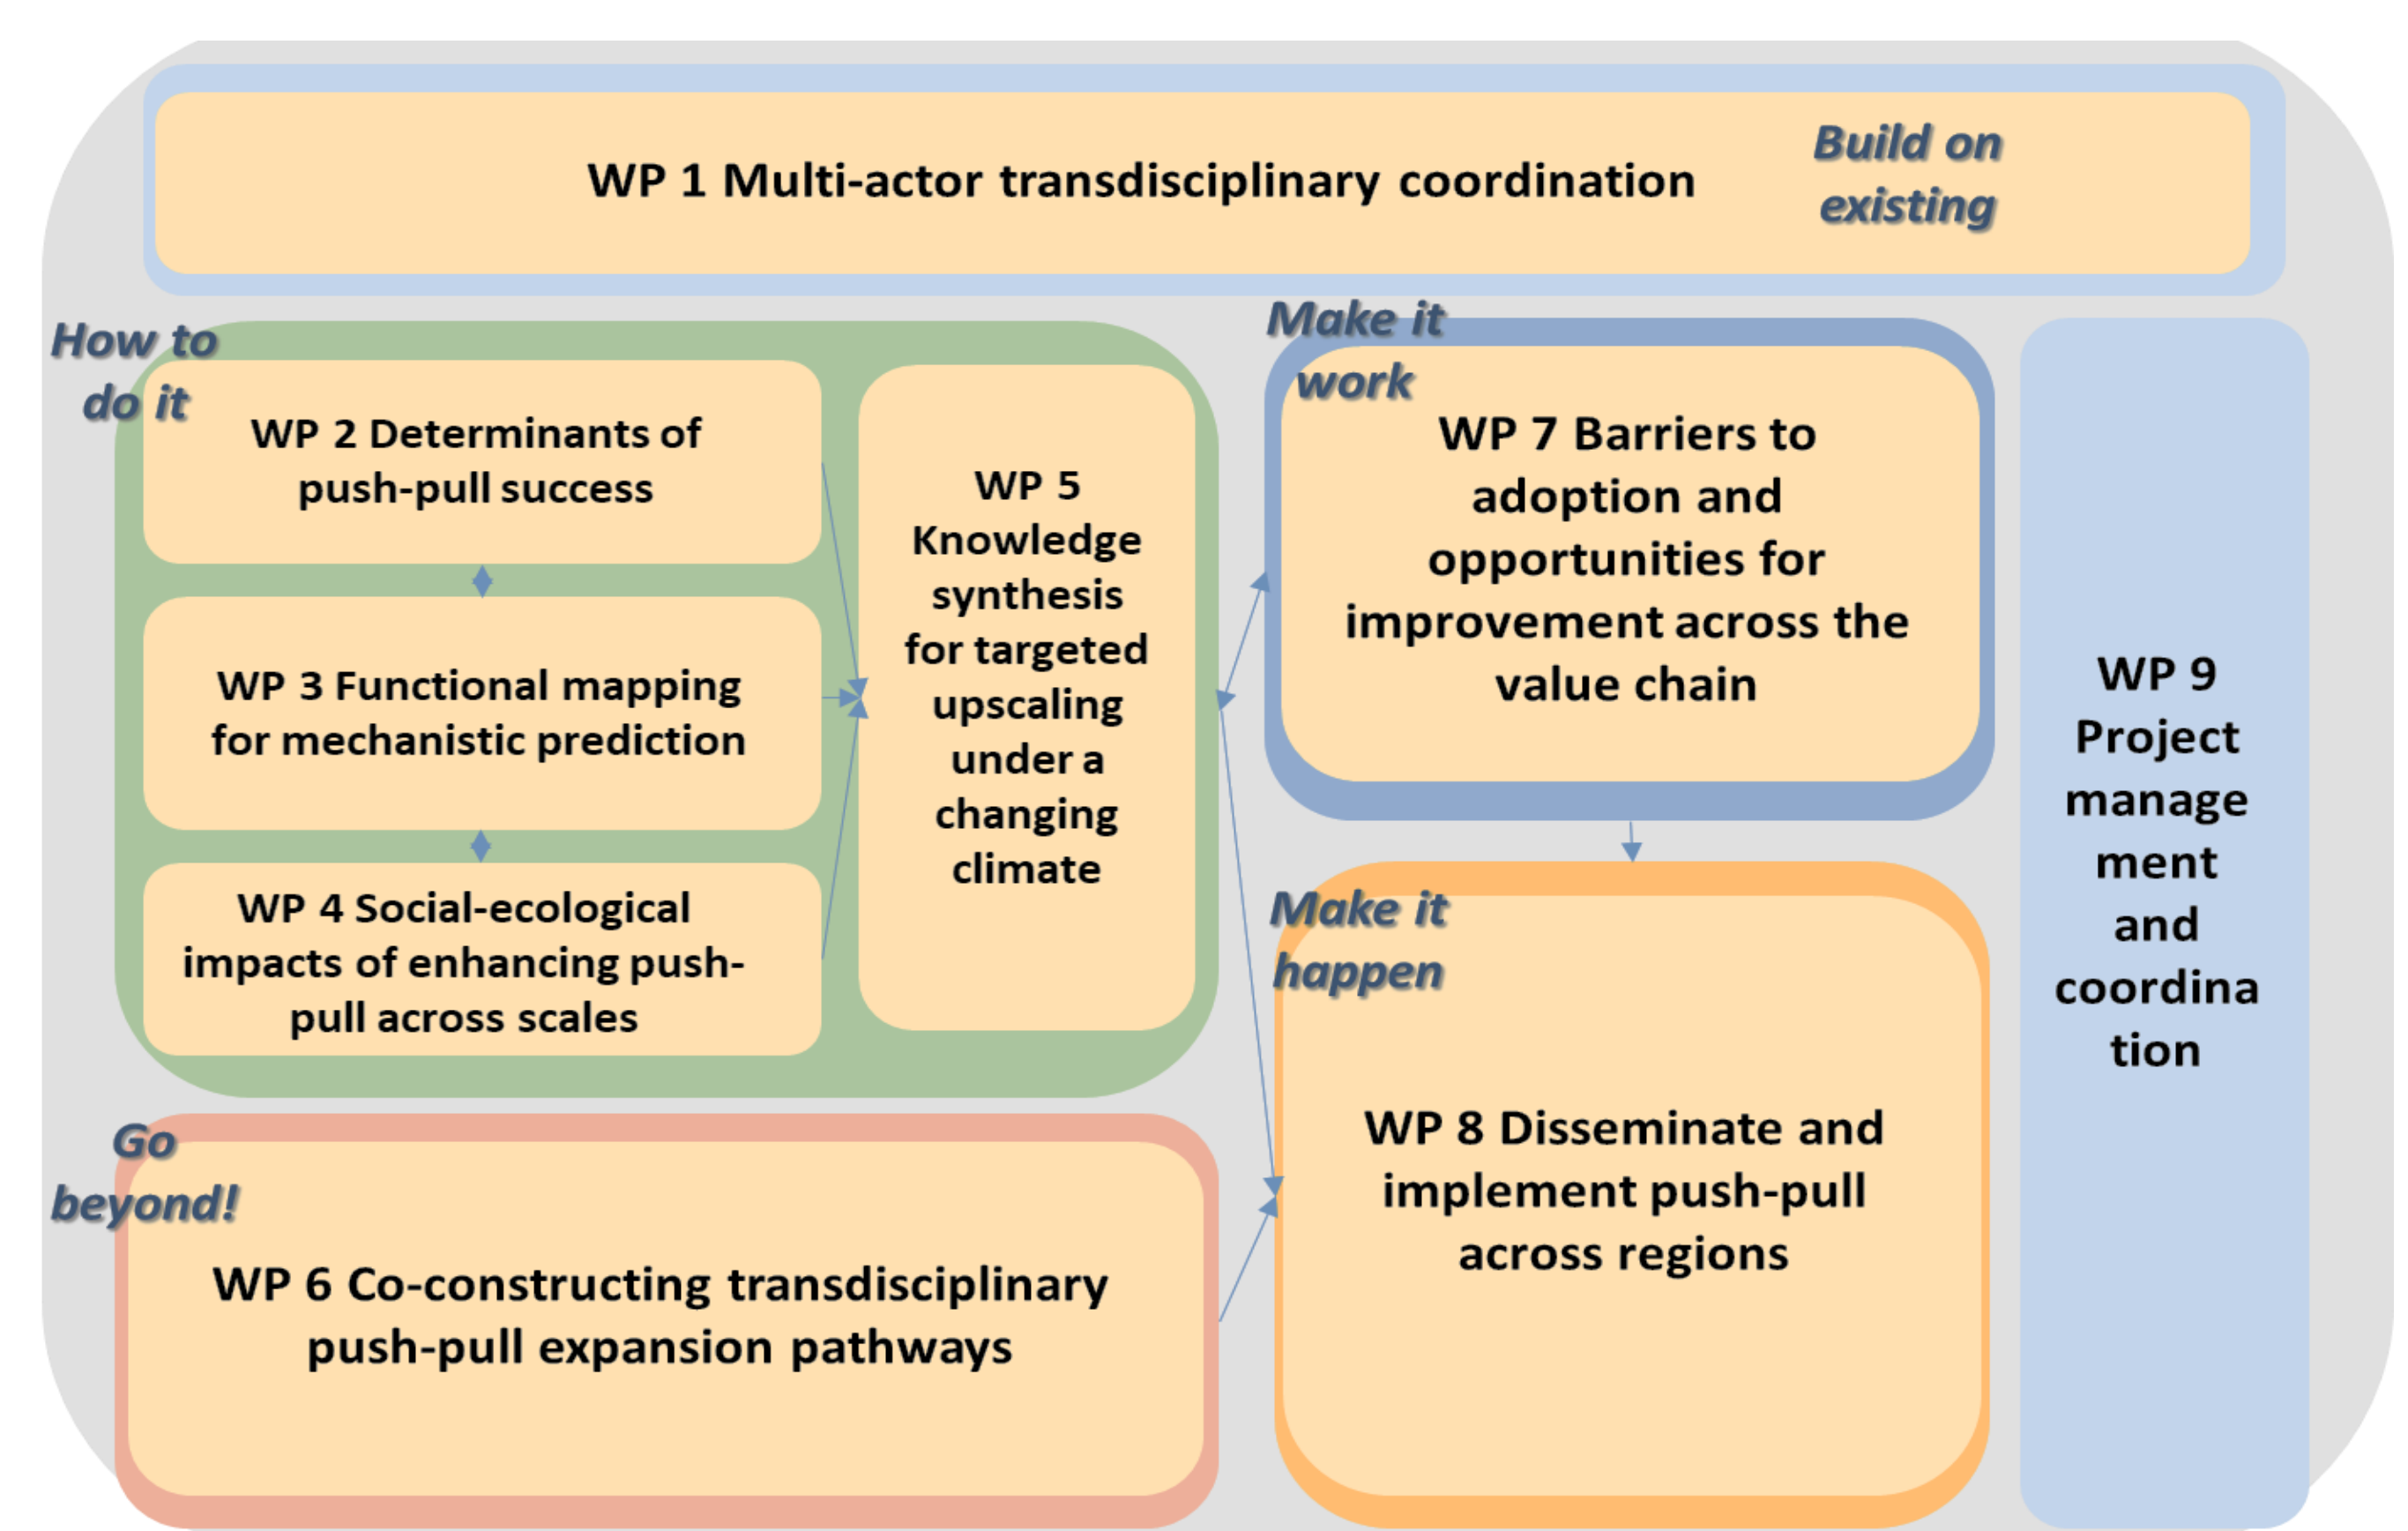 WP 1 Multi-actor transdisciplinary coordination
Build on
existing
How to
do it
WP 2 Determinants of
push-pull success
WP 3 Functional mapping
for mechanistic prediction
WP 4 Social-ecological
impacts of enhancing push-
pull across scales
WP 5
Knowledge
synthesis
for targeted
upscaling
under a
changing
climate
Make it
work
WP 7 Barriers to
adoption and
opportunities for
improvement across the
value chain
Go
beyond!
WP 6 Co-constructing transdisciplinary
push-pull expansion pathways
Make it
happen
WP 8 Disseminate and
implement push-pull
across regions
WP 9
Project
manage
ment
and
coordina
tion